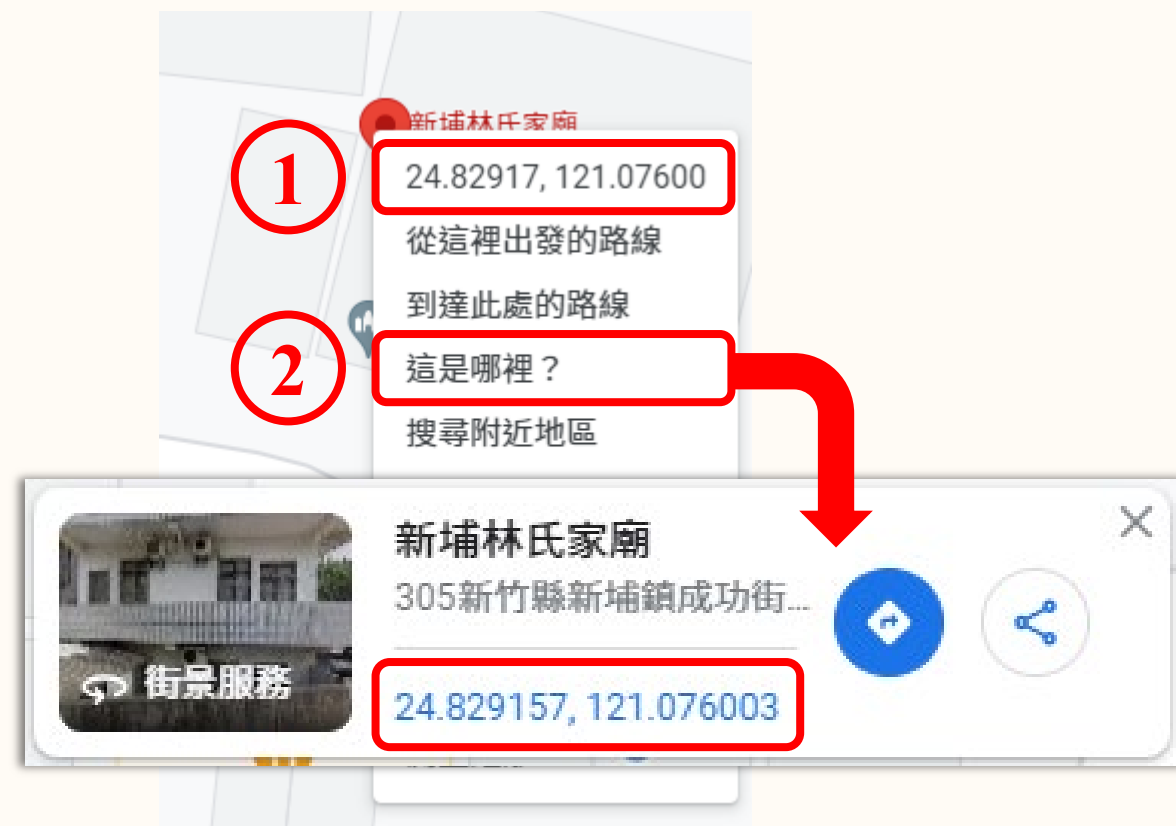 新埔林氏家廟
1
24.82917, 121.07600
從這裡出發的路線
到達此處的路線
2
這是哪裡？
搜尋附近地區
新埔林氏家廟
305新竹縣新埔鎮成功街...
街景服務
24.829157, 121.076003